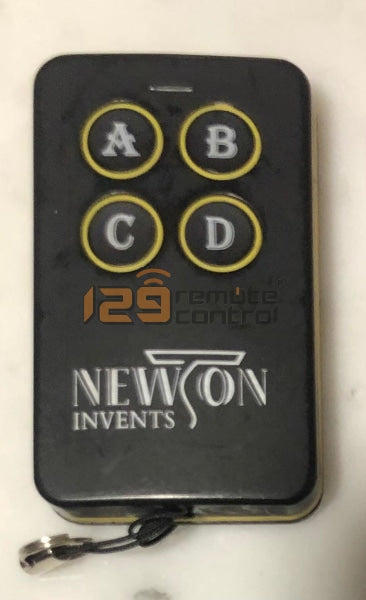 A B
C D
129 remote control
NEWTON
INVENTS